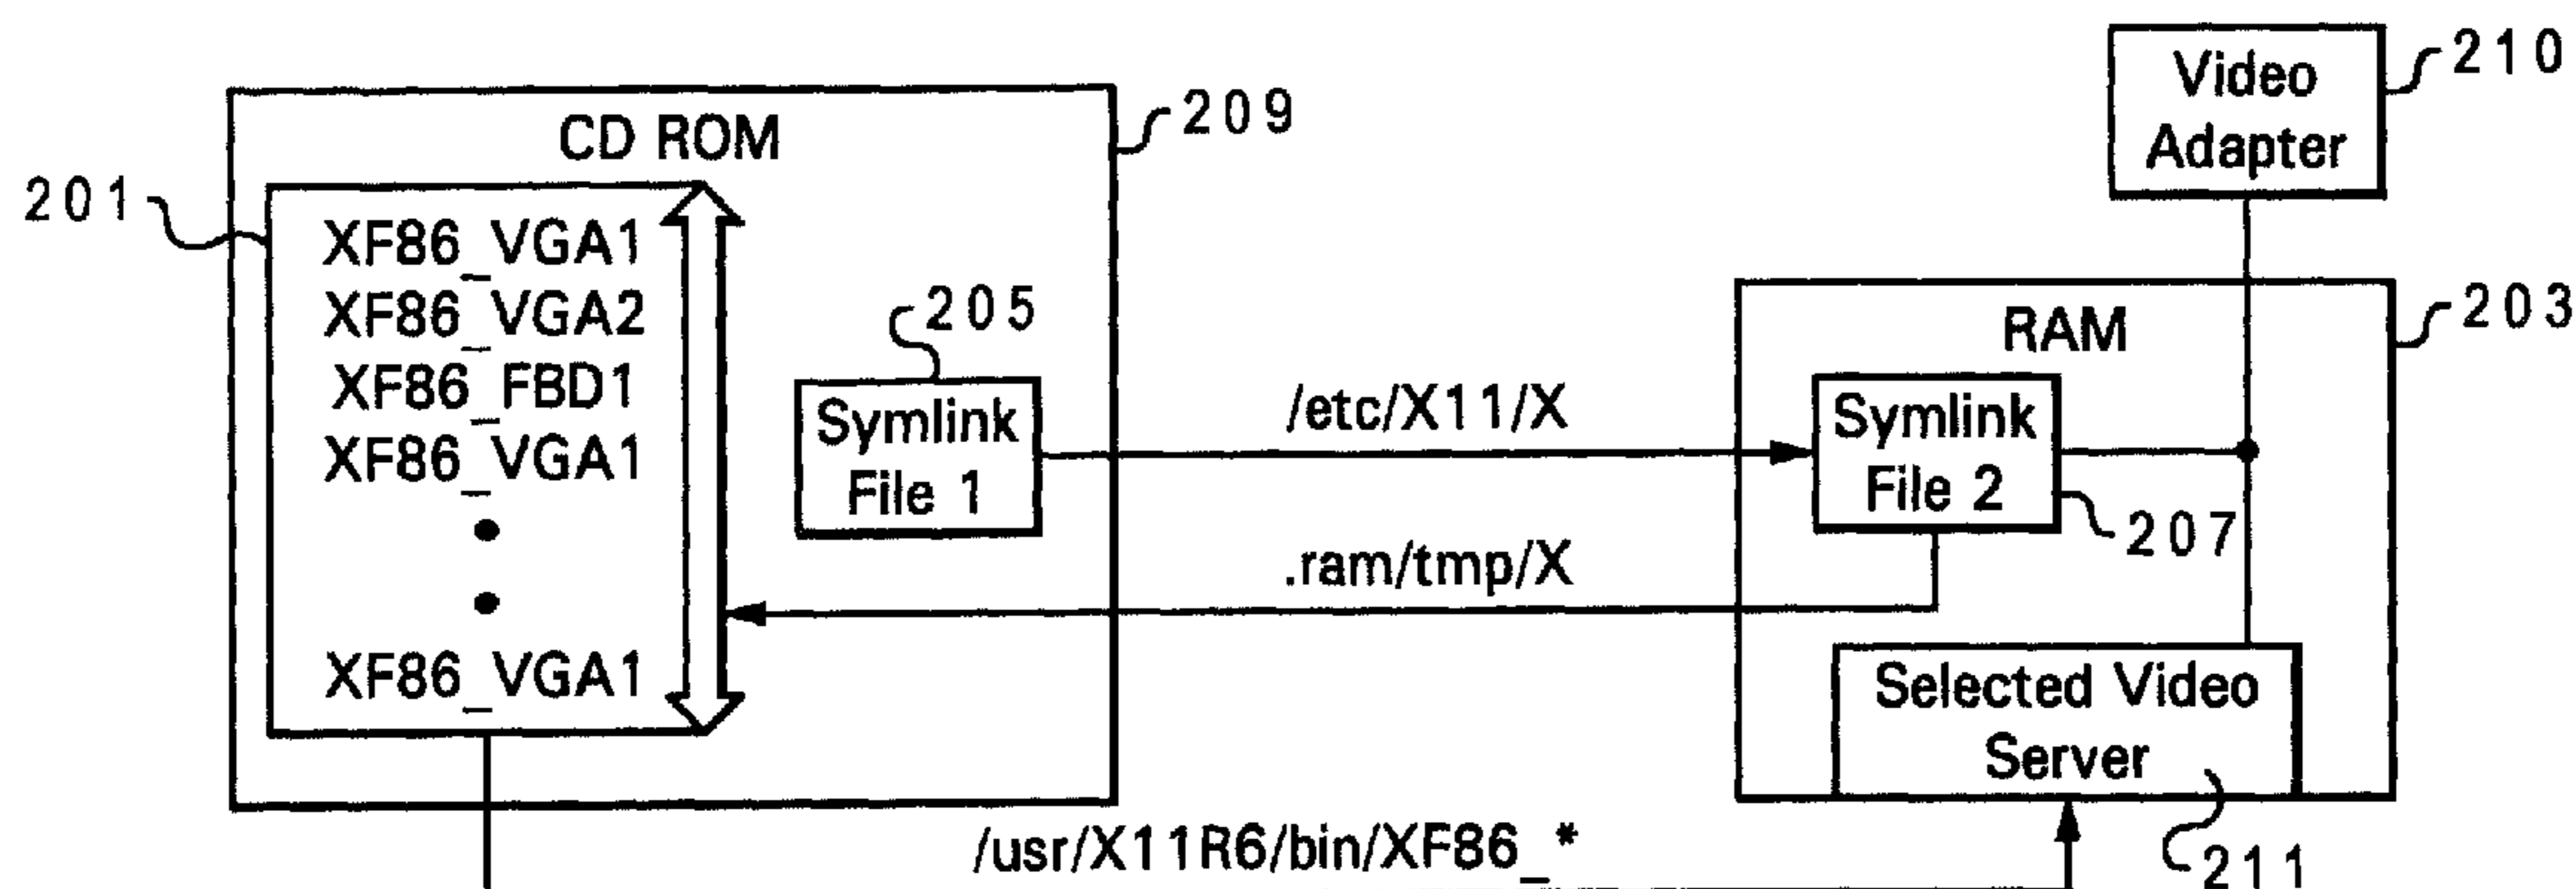 Video
Adapter
210
CD ROM
209
201
XF86_VGA1
XF86_VGA2
XF86_FBD1
XF86_VGA1
XF86_VGA1
205
Symlink
File 1
/etc/X11/X
.ram/tmp/X
RAM
203
Symlink
File 2
207
Selected Video
Server
211
/usr/X11R6/bin/XF86_*